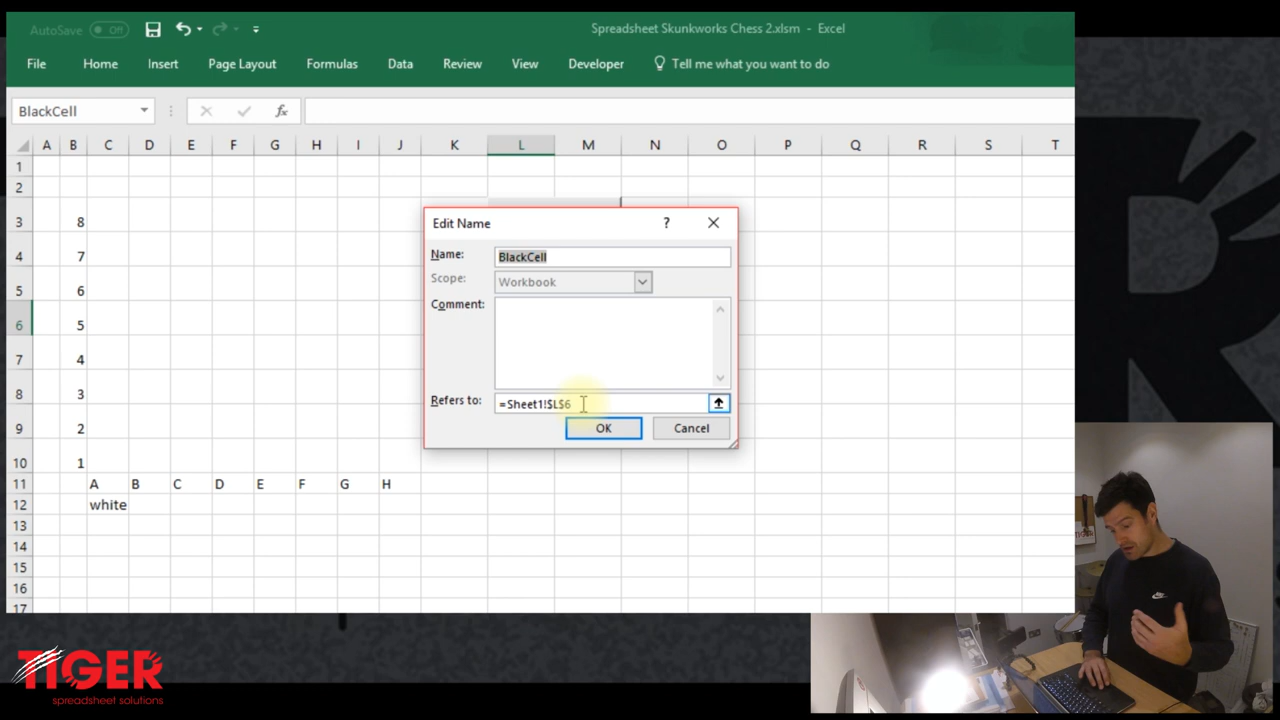 AutoSave Off
Spreadsheet Skunkworks Chess 2.xlsm - Excel
File Home Insert Page Layout Formulas Data Review View Developer Tell me what you want to do
BlackCell fx
A B C D E F G H I J K L M N O P Q R S T
1
2
3 8
4 7
5 6
6 5
7 4
8 3
9 2
10 1
11 A B C D E F G H
12 white
13
14
15
16
17
Edit Name ?
Name: BlackCell
Scope: Workbook
Comment:
Refers to: =Sheet1!$L$6
OK Cancel
TIGER
spreadsheet solutions